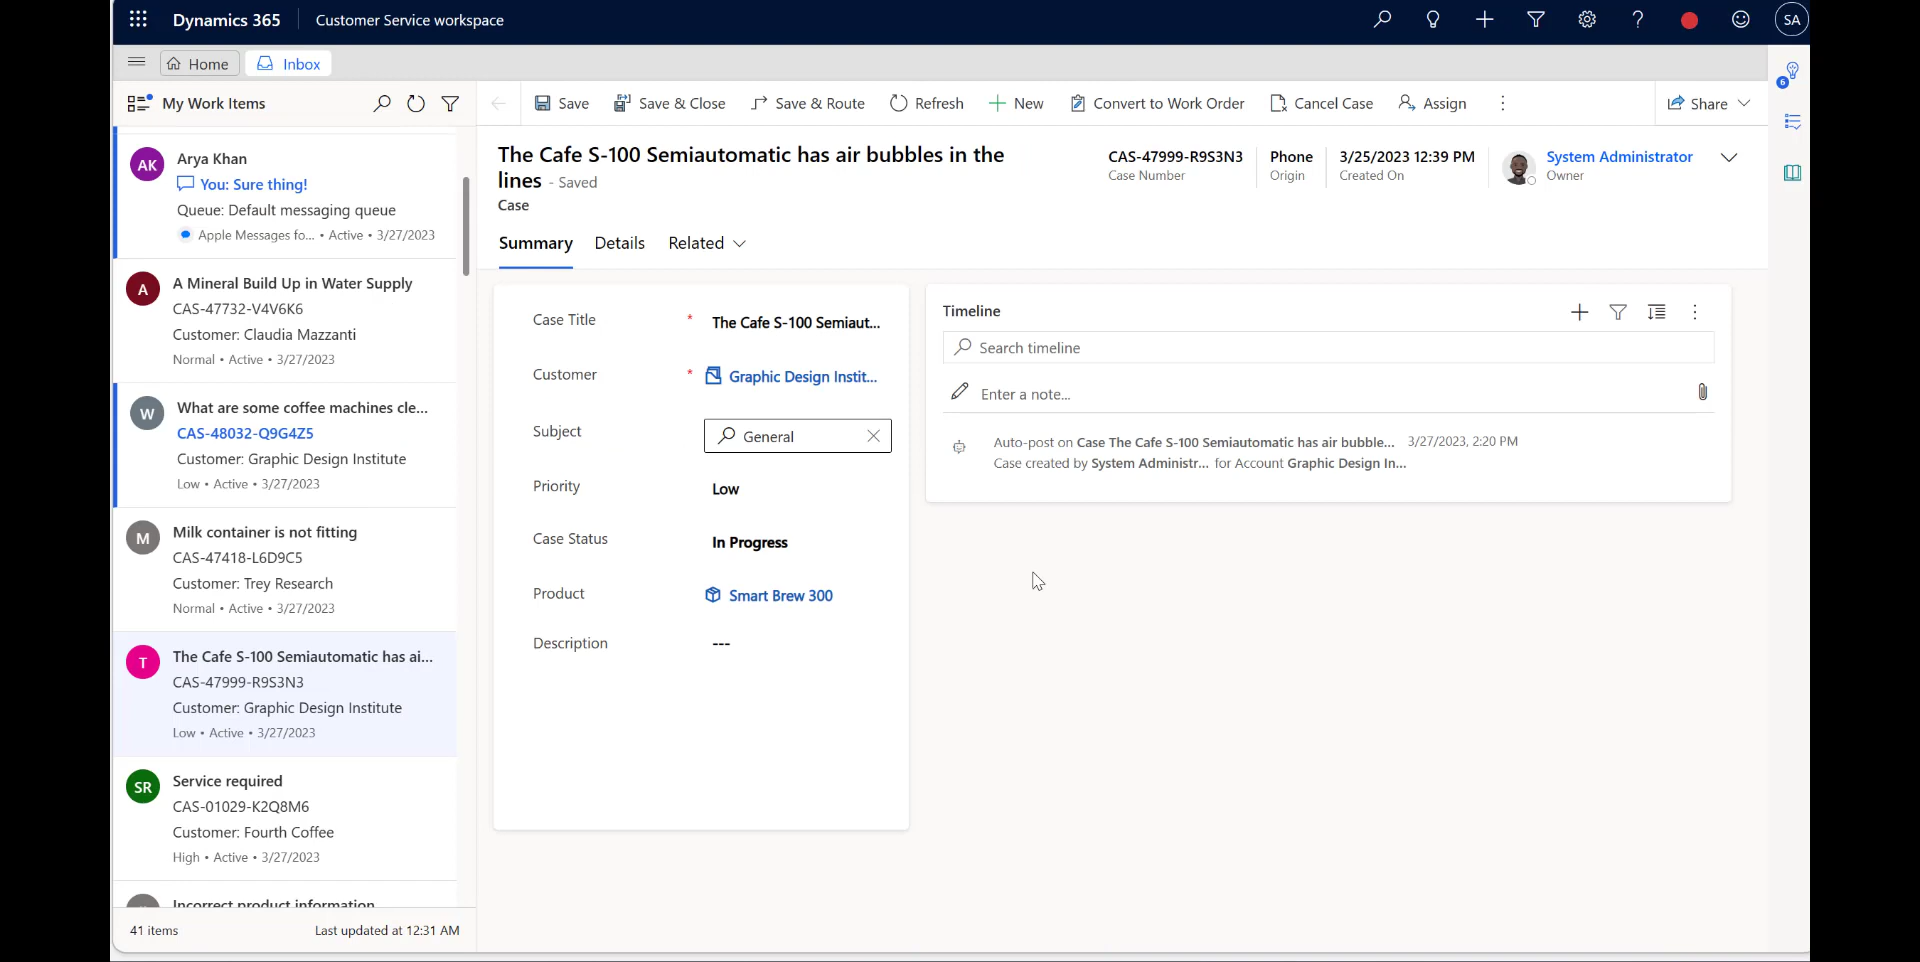 Dynamics 365
Customer Service workspace
SA
Home
Inbox
6
My Work Items
Save
Save & Close
Save & Route
Refresh
New
Convert to Work Order
Cancel Case
Assign
Share
AK
Arya Khan
You: Sure thing!
Queue: Default messaging queue
Apple Messages fo... • Active • 3/27/2023
A
A Mineral Build Up in Water Supply
CAS-47732-V4V6K6
Customer: Claudia Mazzanti
Normal • Active • 3/27/2023
W
What are some coffee machines cle...
CAS-48032-Q9G4Z5
Customer: Graphic Design Institute
Low • Active • 3/27/2023
M
Milk container is not fitting
CAS-47418-L6D9C5
Customer: Trey Research
Normal • Active • 3/27/2023
T
The Cafe S-100 Semiautomatic has ai...
CAS-47999-R9S3N3
Customer: Graphic Design Institute
Low • Active • 3/27/2023
SR
Service required
CAS-01029-K2Q8M6
Customer: Fourth Coffee
High • Active • 3/27/2023
Incorrect product information
41 items
Last updated at 12:31 AM
The Cafe S-100 Semiautomatic has air bubbles in the
lines - Saved
Case
CAS-47999-R9S3N3
Case Number
Phone
Origin
3/25/2023 12:39 PM
Created On
System Administrator
Owner
Summary
Details
Related
Case Title * The Cafe S-100 Semiaut...
Customer * Graphic Design Instit...
Subject General
Priority Low
Case Status In Progress
Product Smart Brew 300
Description ---
Timeline
Search timeline
Enter a note...
Auto-post on Case The Cafe S-100 Semiautomatic has air bubble... 3/27/2023, 2:20 PM
Case created by System Administr... for Account Graphic Design In...